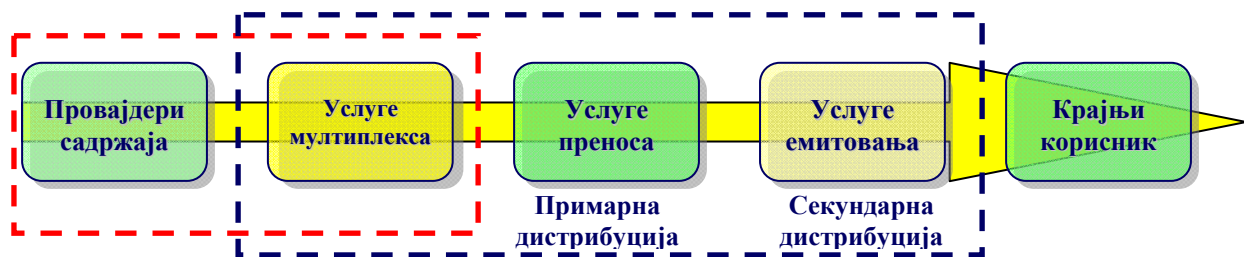 Провајдери
садржаја
Услуге
мултиплекса
Услуге
преноса
Услуге
емитовања
Крајњи
корисник
Примарна
дистрибуција
Секундарна
дистрибуција